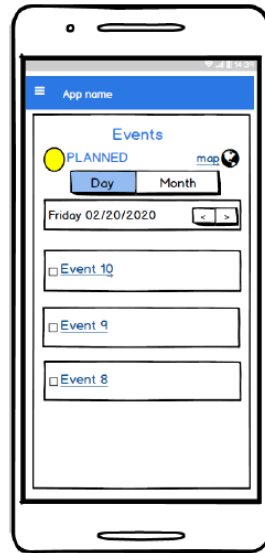 App name
Events
PLANNED map
Day Month
Friday 02/20/2020 < >
Event 10
Event 9
Event 8